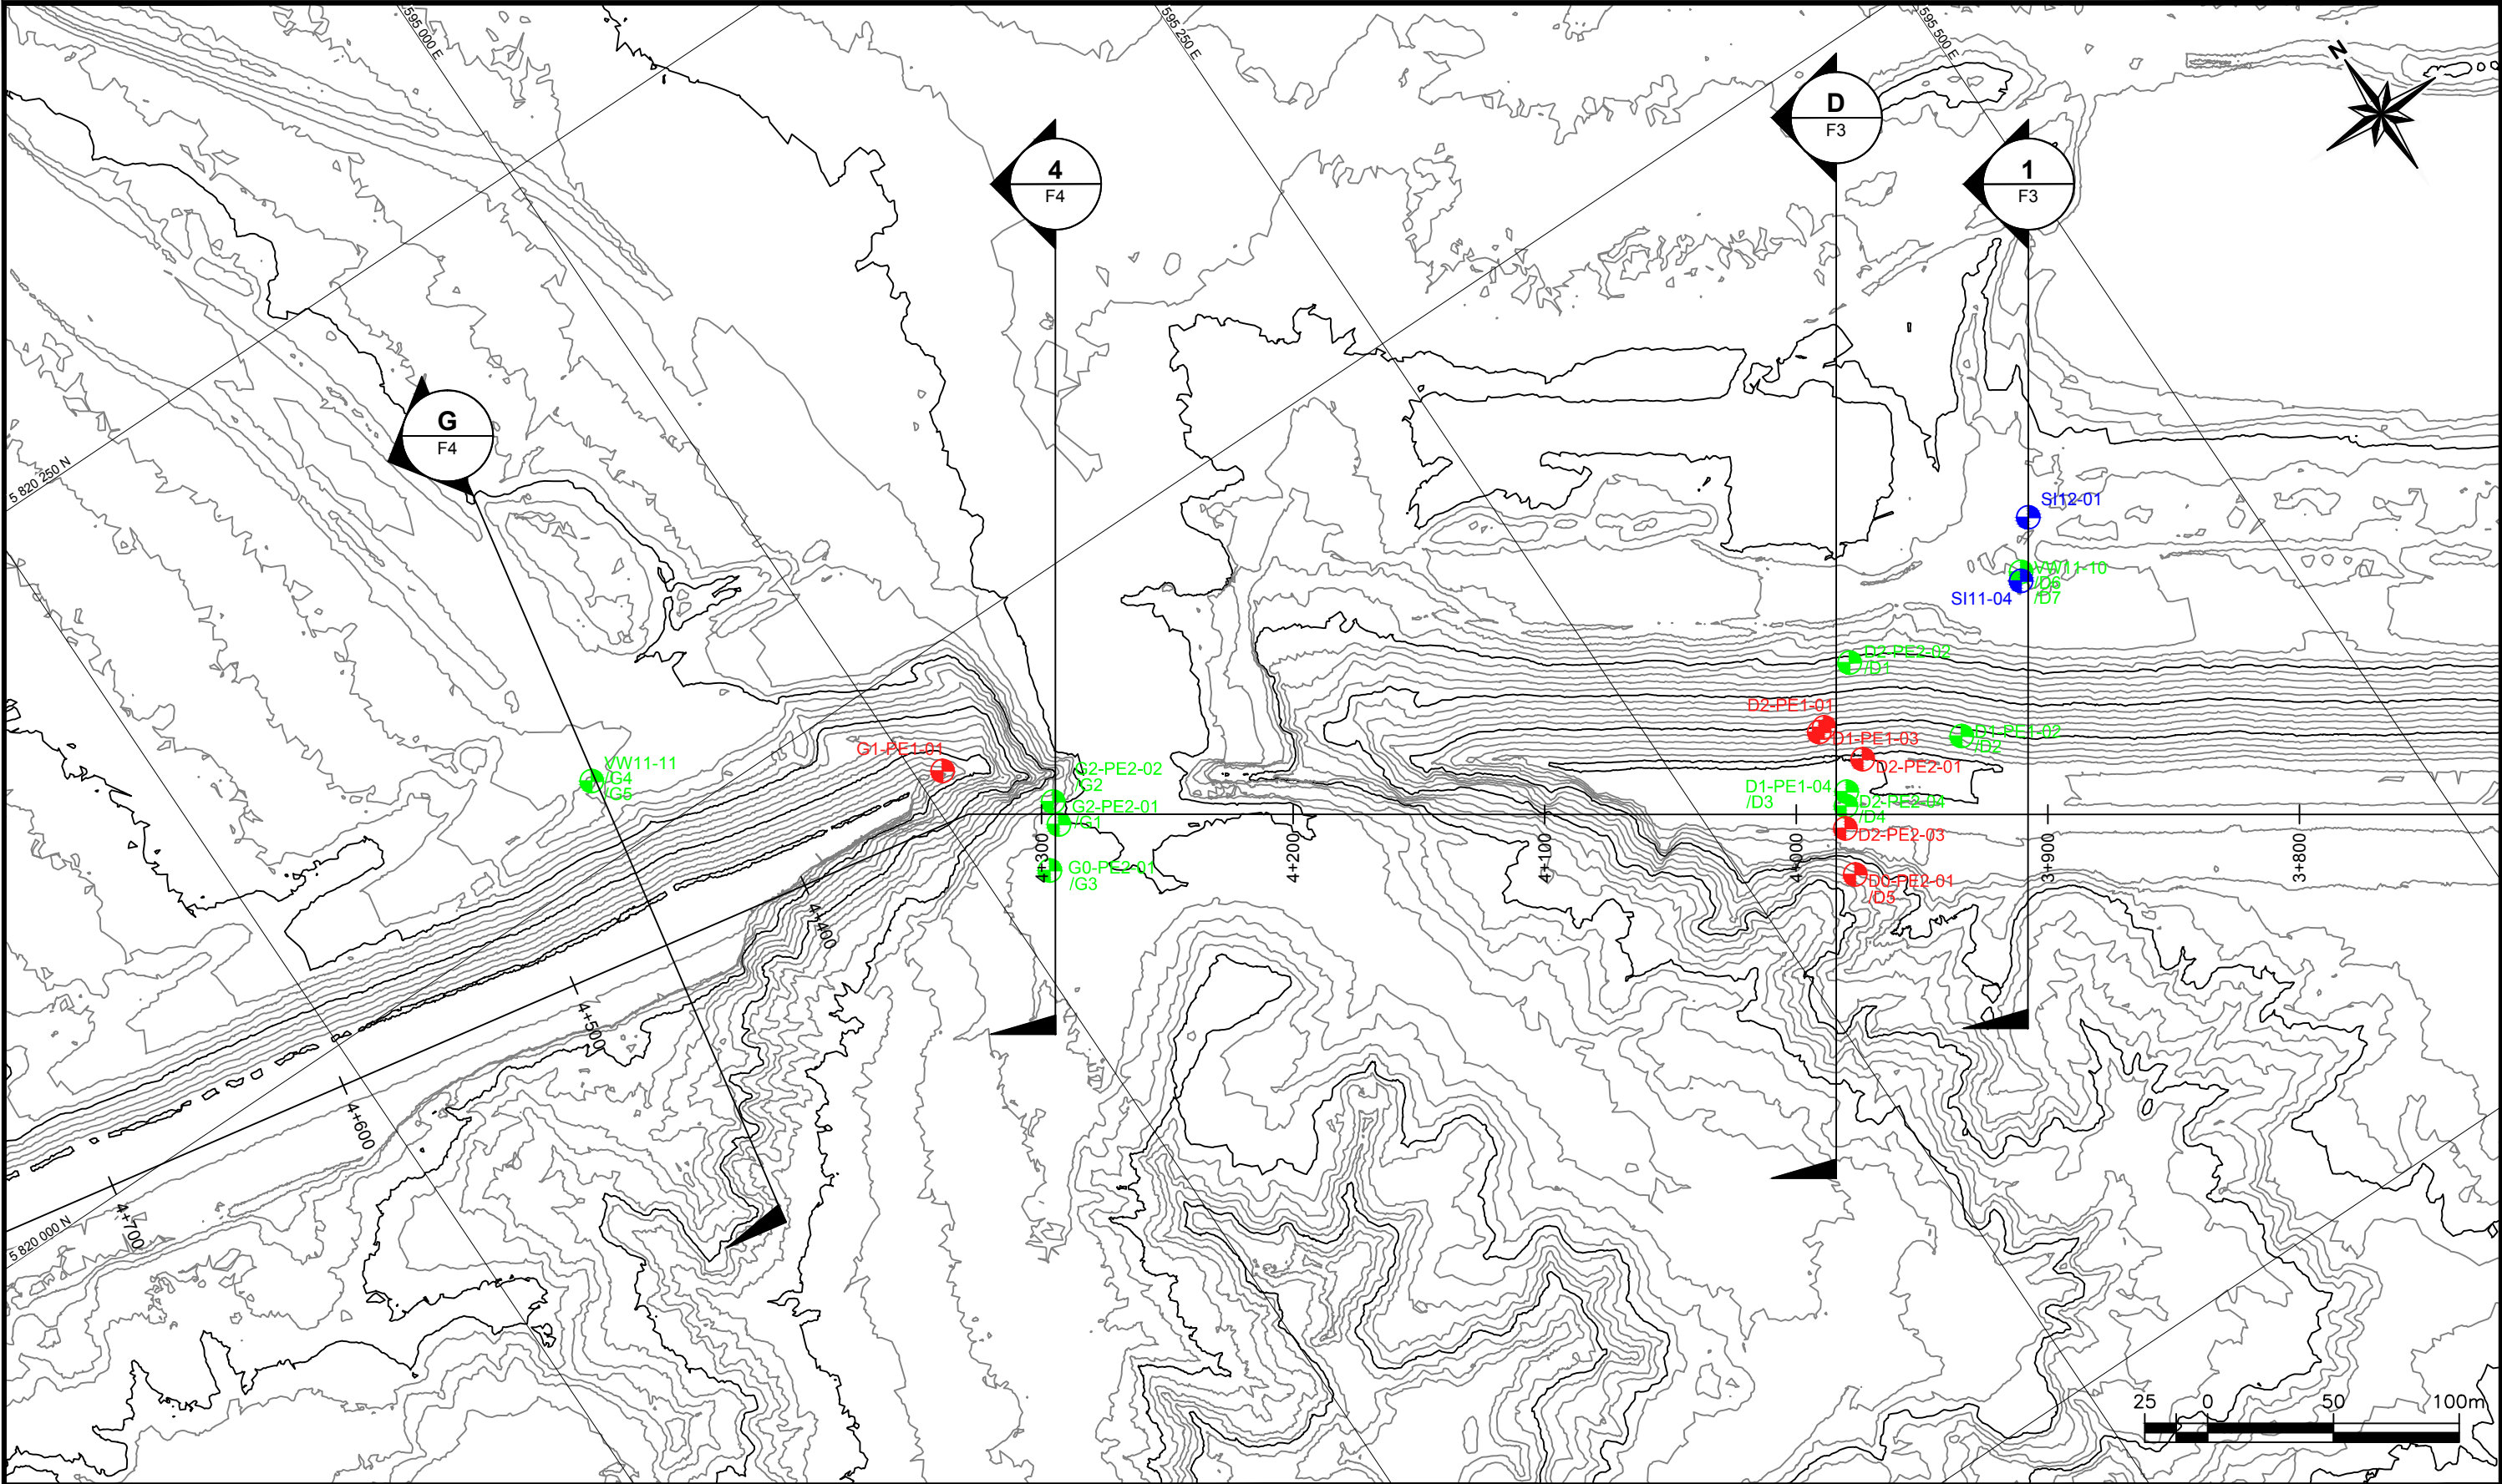 595 000 E
595 250 E
595 500 E
N
D
F3
4
F4
1
F3
G
F4
5 820 250 N
SI12-01
VW11-10
/D6
/D7
SI11-04
D2-PE2-02
/D1
D2-PE1-01
D1-PE1-03
D1-PE1-02
/D2
D2-PE2-01
G1-PE1-01
VW11-11
/G4
/G5
G2-PE2-02
/G2
G2-PE2-01
/G1
G0-PE2-01
/G3
D1-PE1-04
/D3
D2-PE2-04
/D4
D2-PE2-03
D0-PE2-01
/D5
4+300
4+200
4+100
4+000
3+900
3+800
4+400
4+500
4+600
4+700
5 820 000 N
25 0 50 100m